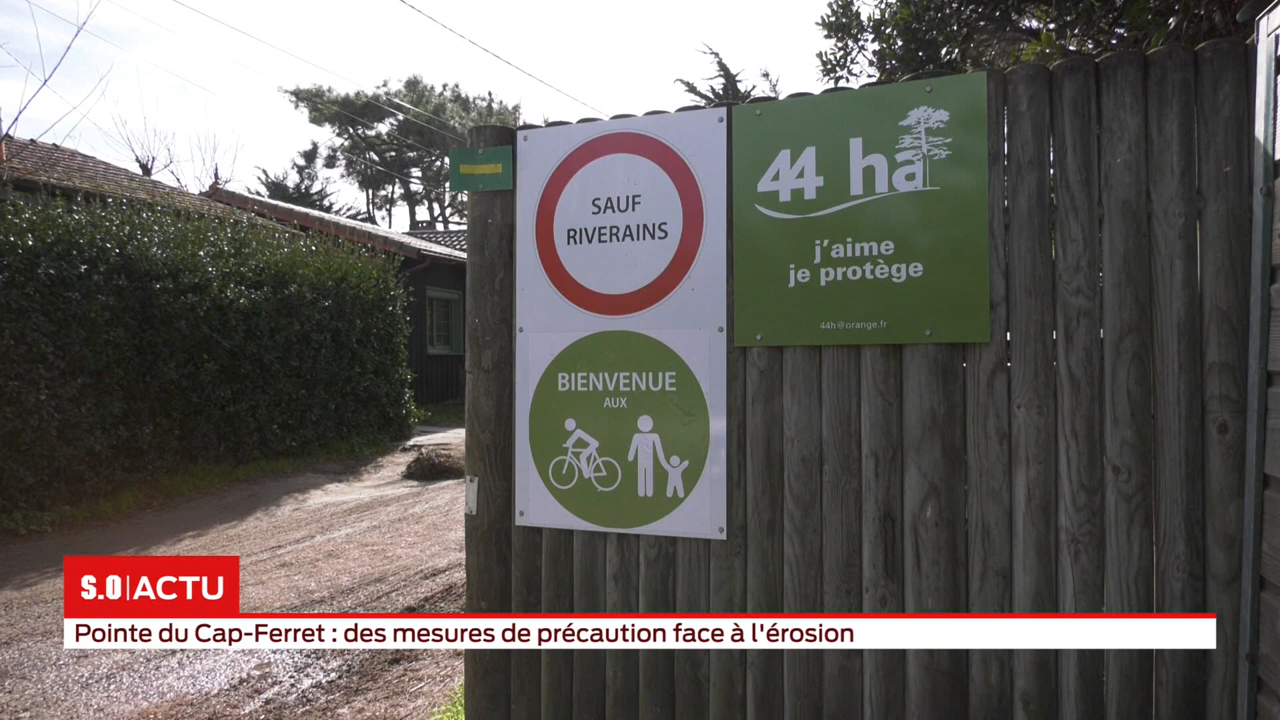 SAUF
RIVERAINS
BIENVENUE
AUX
44 ha
j'aime
je protège
44h@orange.fr
S.O|ACTU
Pointe du Cap-Ferret : des mesures de précaution face à l'érosion